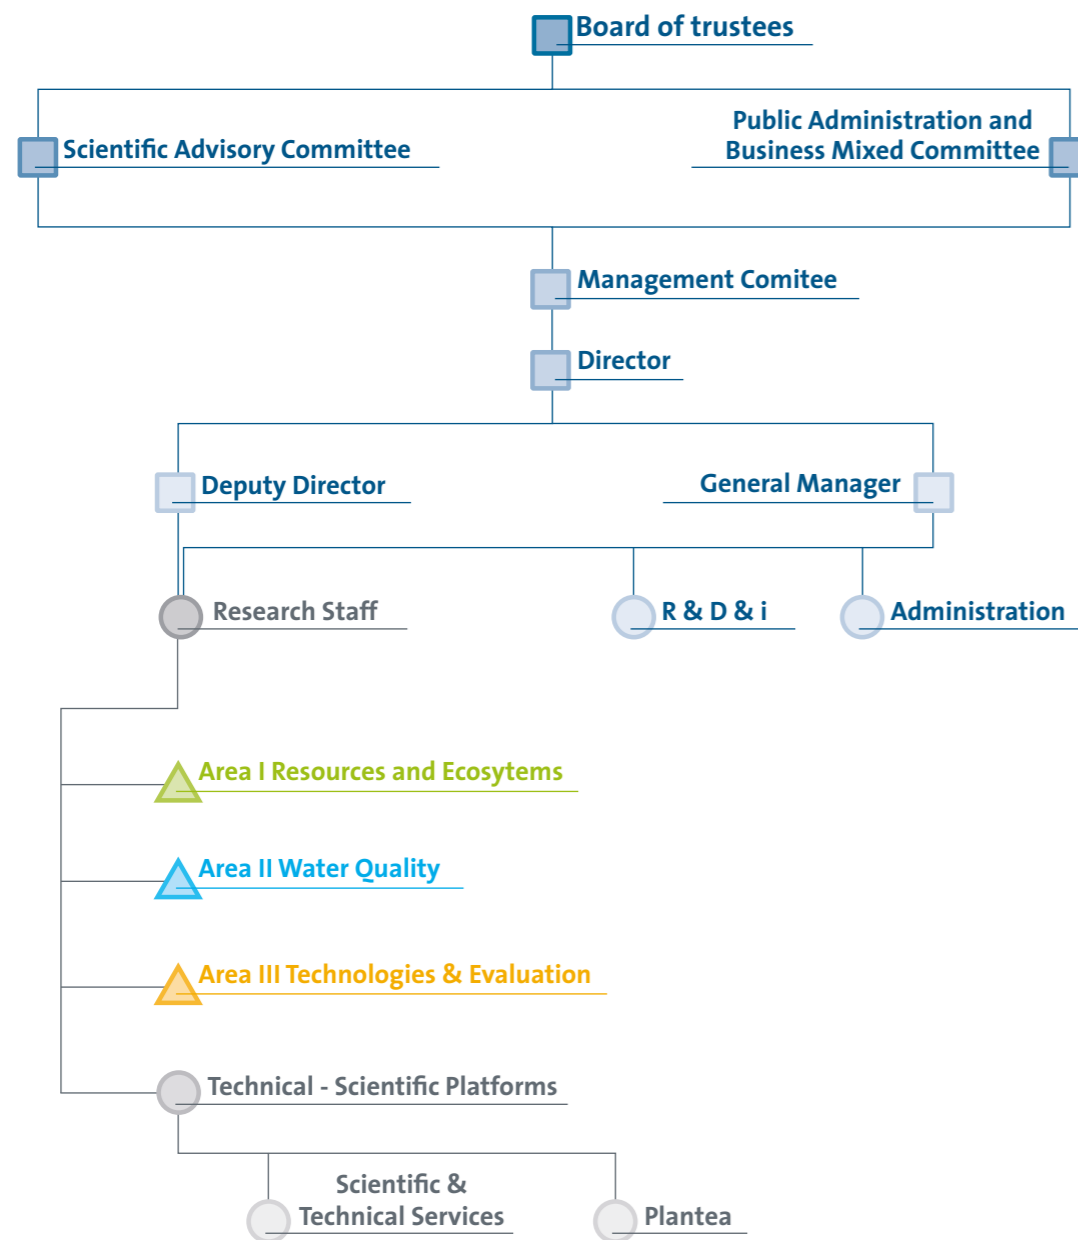 Board of trustees
Scientific Advisory Committee
Public Administration and
Business Mixed Committee
Management Comitee
Director
Deputy Director
General Manager
Research Staff
R & D & i
Administration
Area I Resources and Ecosytems
Area II Water Quality
Area III Technologies & Evaluation
Technical - Scientific Platforms
Scientific &
Technical Services
Plantea